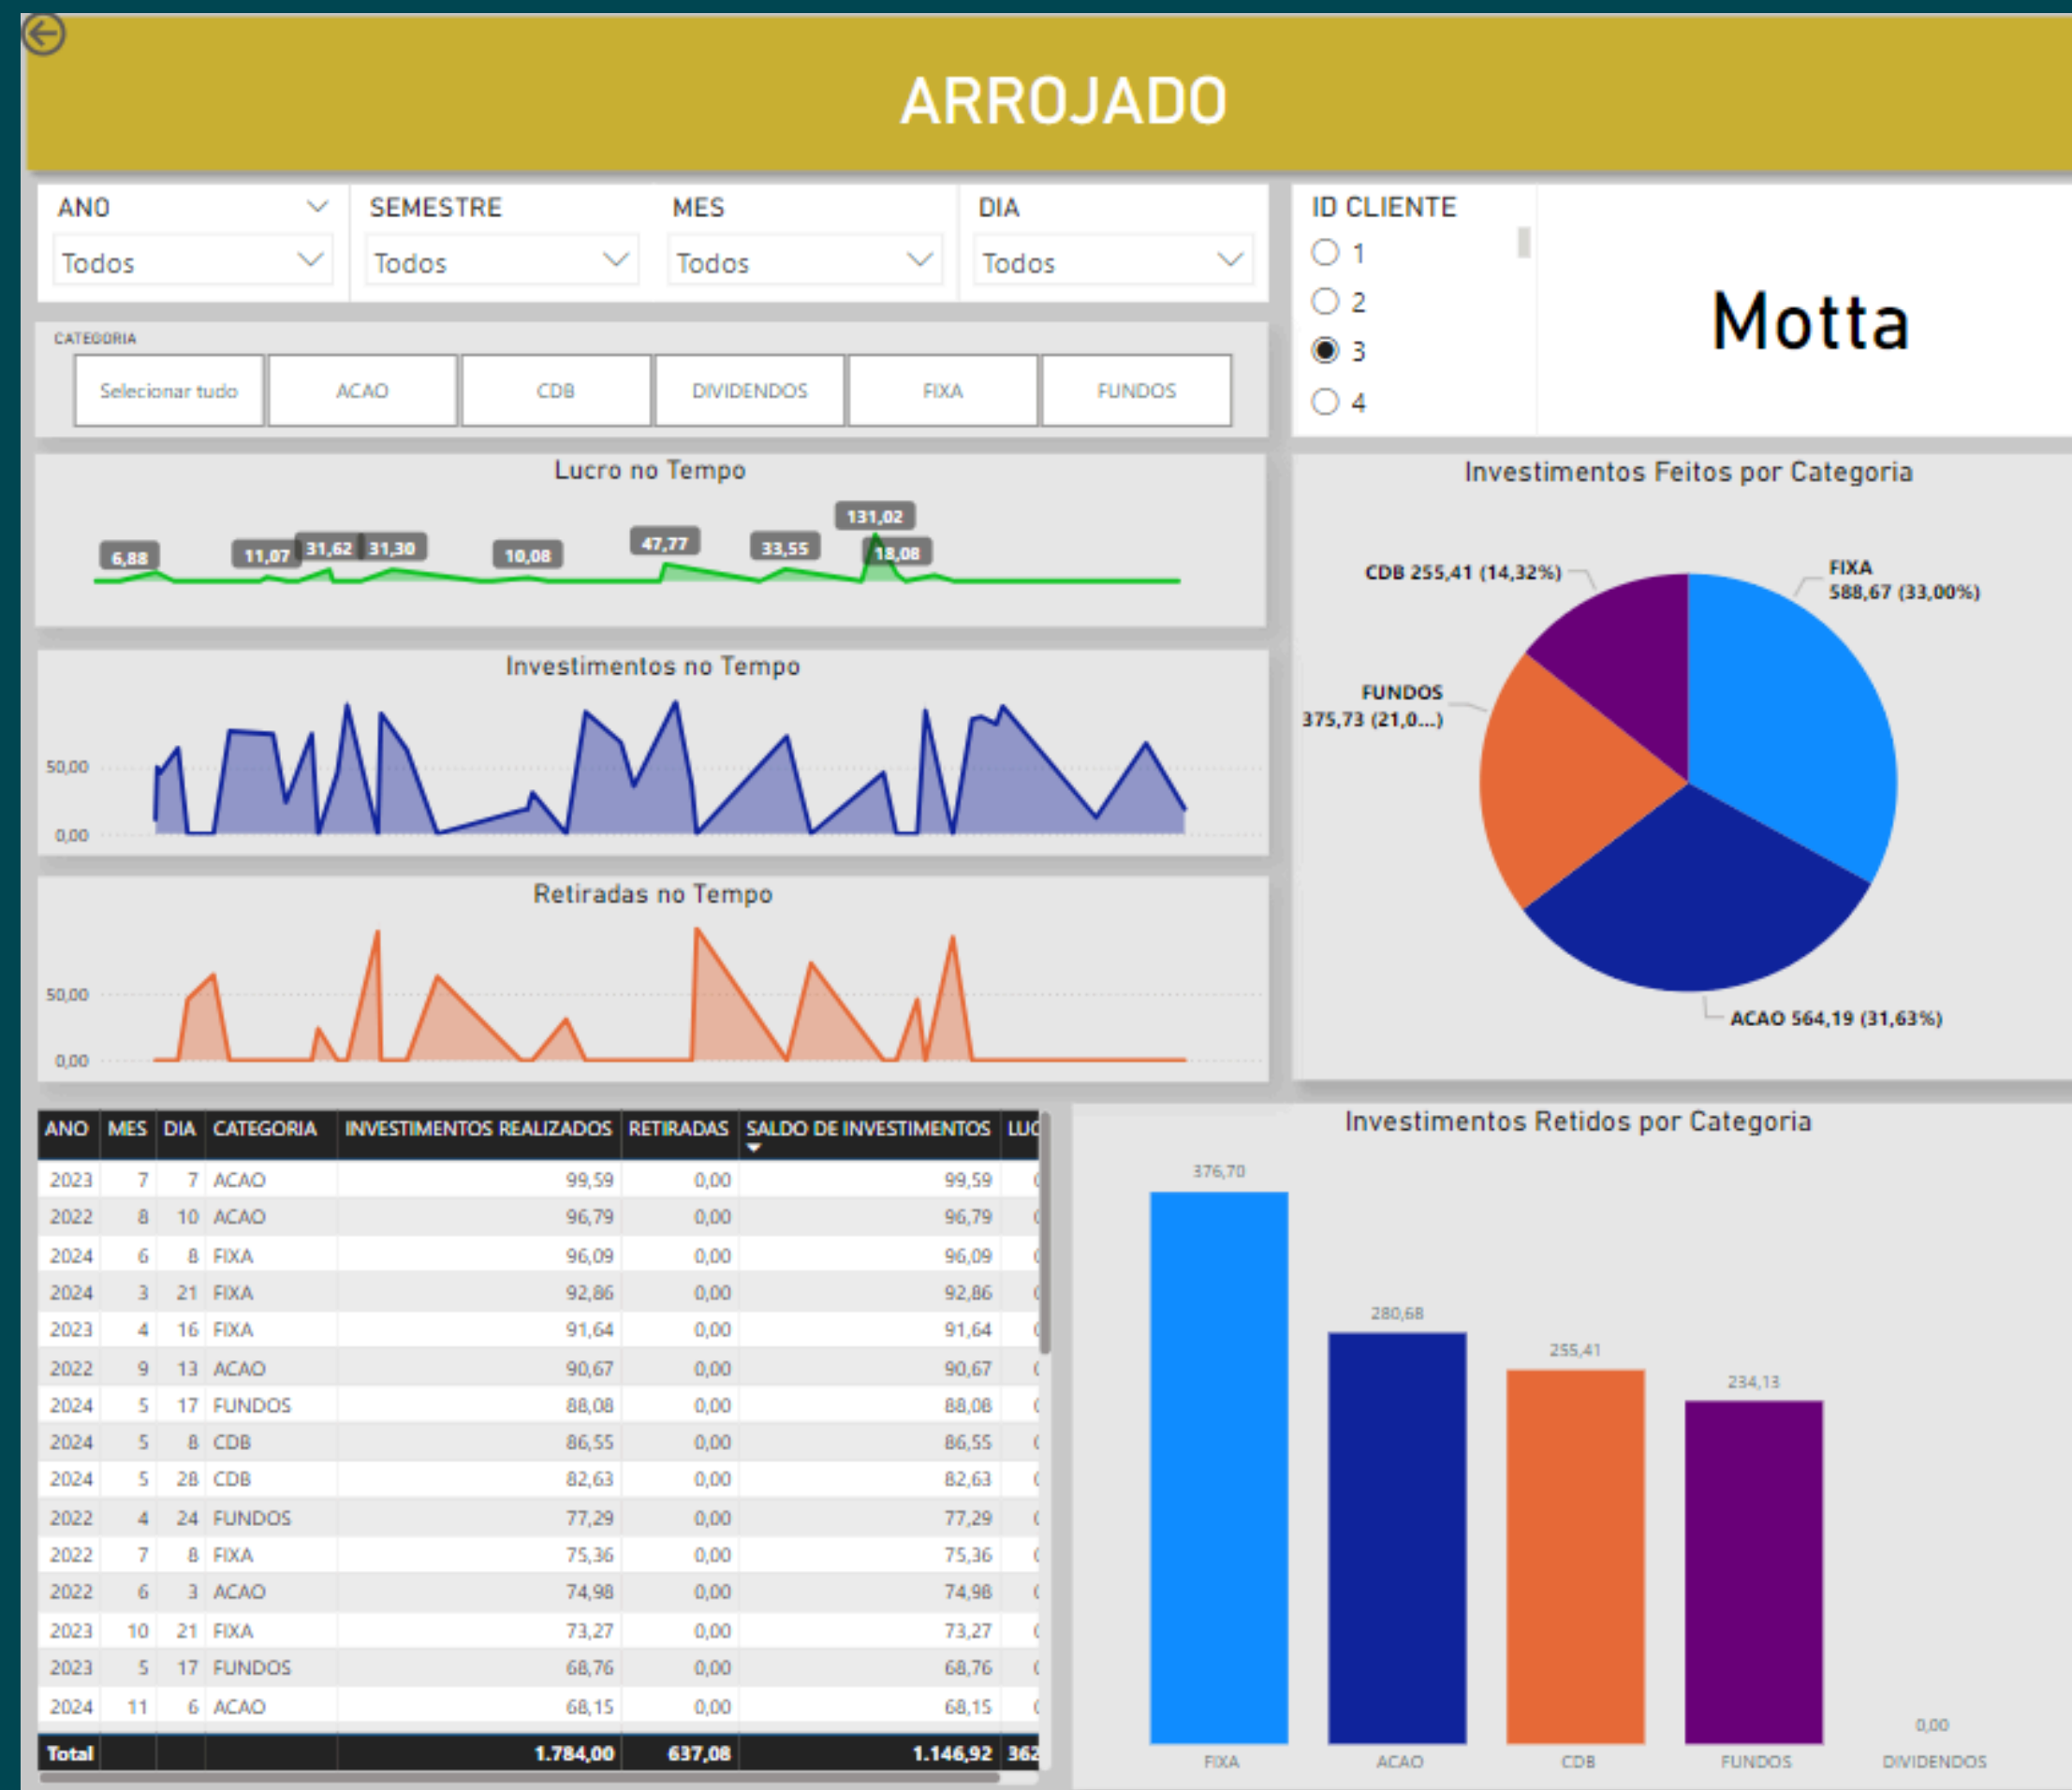 ARROJADO
ANO SEMESTRE MES DIA
Todos Todos Todos Todos
ID CLIENTE
1
2
3
4
Motta
CATEGORIA
Selecionar tudo ACAO CDB DIVIDENDOS FIXA FUNDOS
Lucro no Tempo
6,88 11,07 31,62 31,30 10,08 47,77 33,55 131,02 18,08
Investimentos no Tempo
50,00
0,00
Retiradas no Tempo
50,00
0,00
Investimentos Feitos por Categoria
CDB 255,41 (14,32%)
FIXA
588,67 (33,00%)
FUNDOS
375,73 (21,0...)
ACAO 564,19 (31,63%)
ANO MES DIA CATEGORIA INVESTIMENTOS REALIZADOS RETIRADAS SALDO DE INVESTIMENTOS
2023 7 7 ACAO 99,59 0,00 99,59
2022 8 10 ACAO 96,79 0,00 96,79
2024 6 8 FIXA 96,09 0,00 96,09
2024 3 21 FIXA 92,86 0,00 92,86
2023 4 16 FIXA 91,64 0,00 91,64
2022 9 13 ACAO 90,67 0,00 90,67
2024 5 17 FUNDOS 88,08 0,00 88,08
2024 5 8 CDB 86,55 0,00 86,55
2024 5 28 CDB 82,63 0,00 82,63
2022 4 24 FUNDOS 77,29 0,00 77,29
2022 7 8 FIXA 75,36 0,00 75,36
2022 6 3 ACAO 74,98 0,00 74,98
2023 10 21 FIXA 73,27 0,00 73,27
2023 5 17 FUNDOS 68,76 0,00 68,76
2024 11 6 ACAO 68,15 0,00 68,15
Total 1.784,00 637,08 1.146,92 362
Investimentos Retidos por Categoria
376,70
280,68
255,41
234,13
0,00
FIXA ACAO CDB FUNDOS DIVIDENDOS